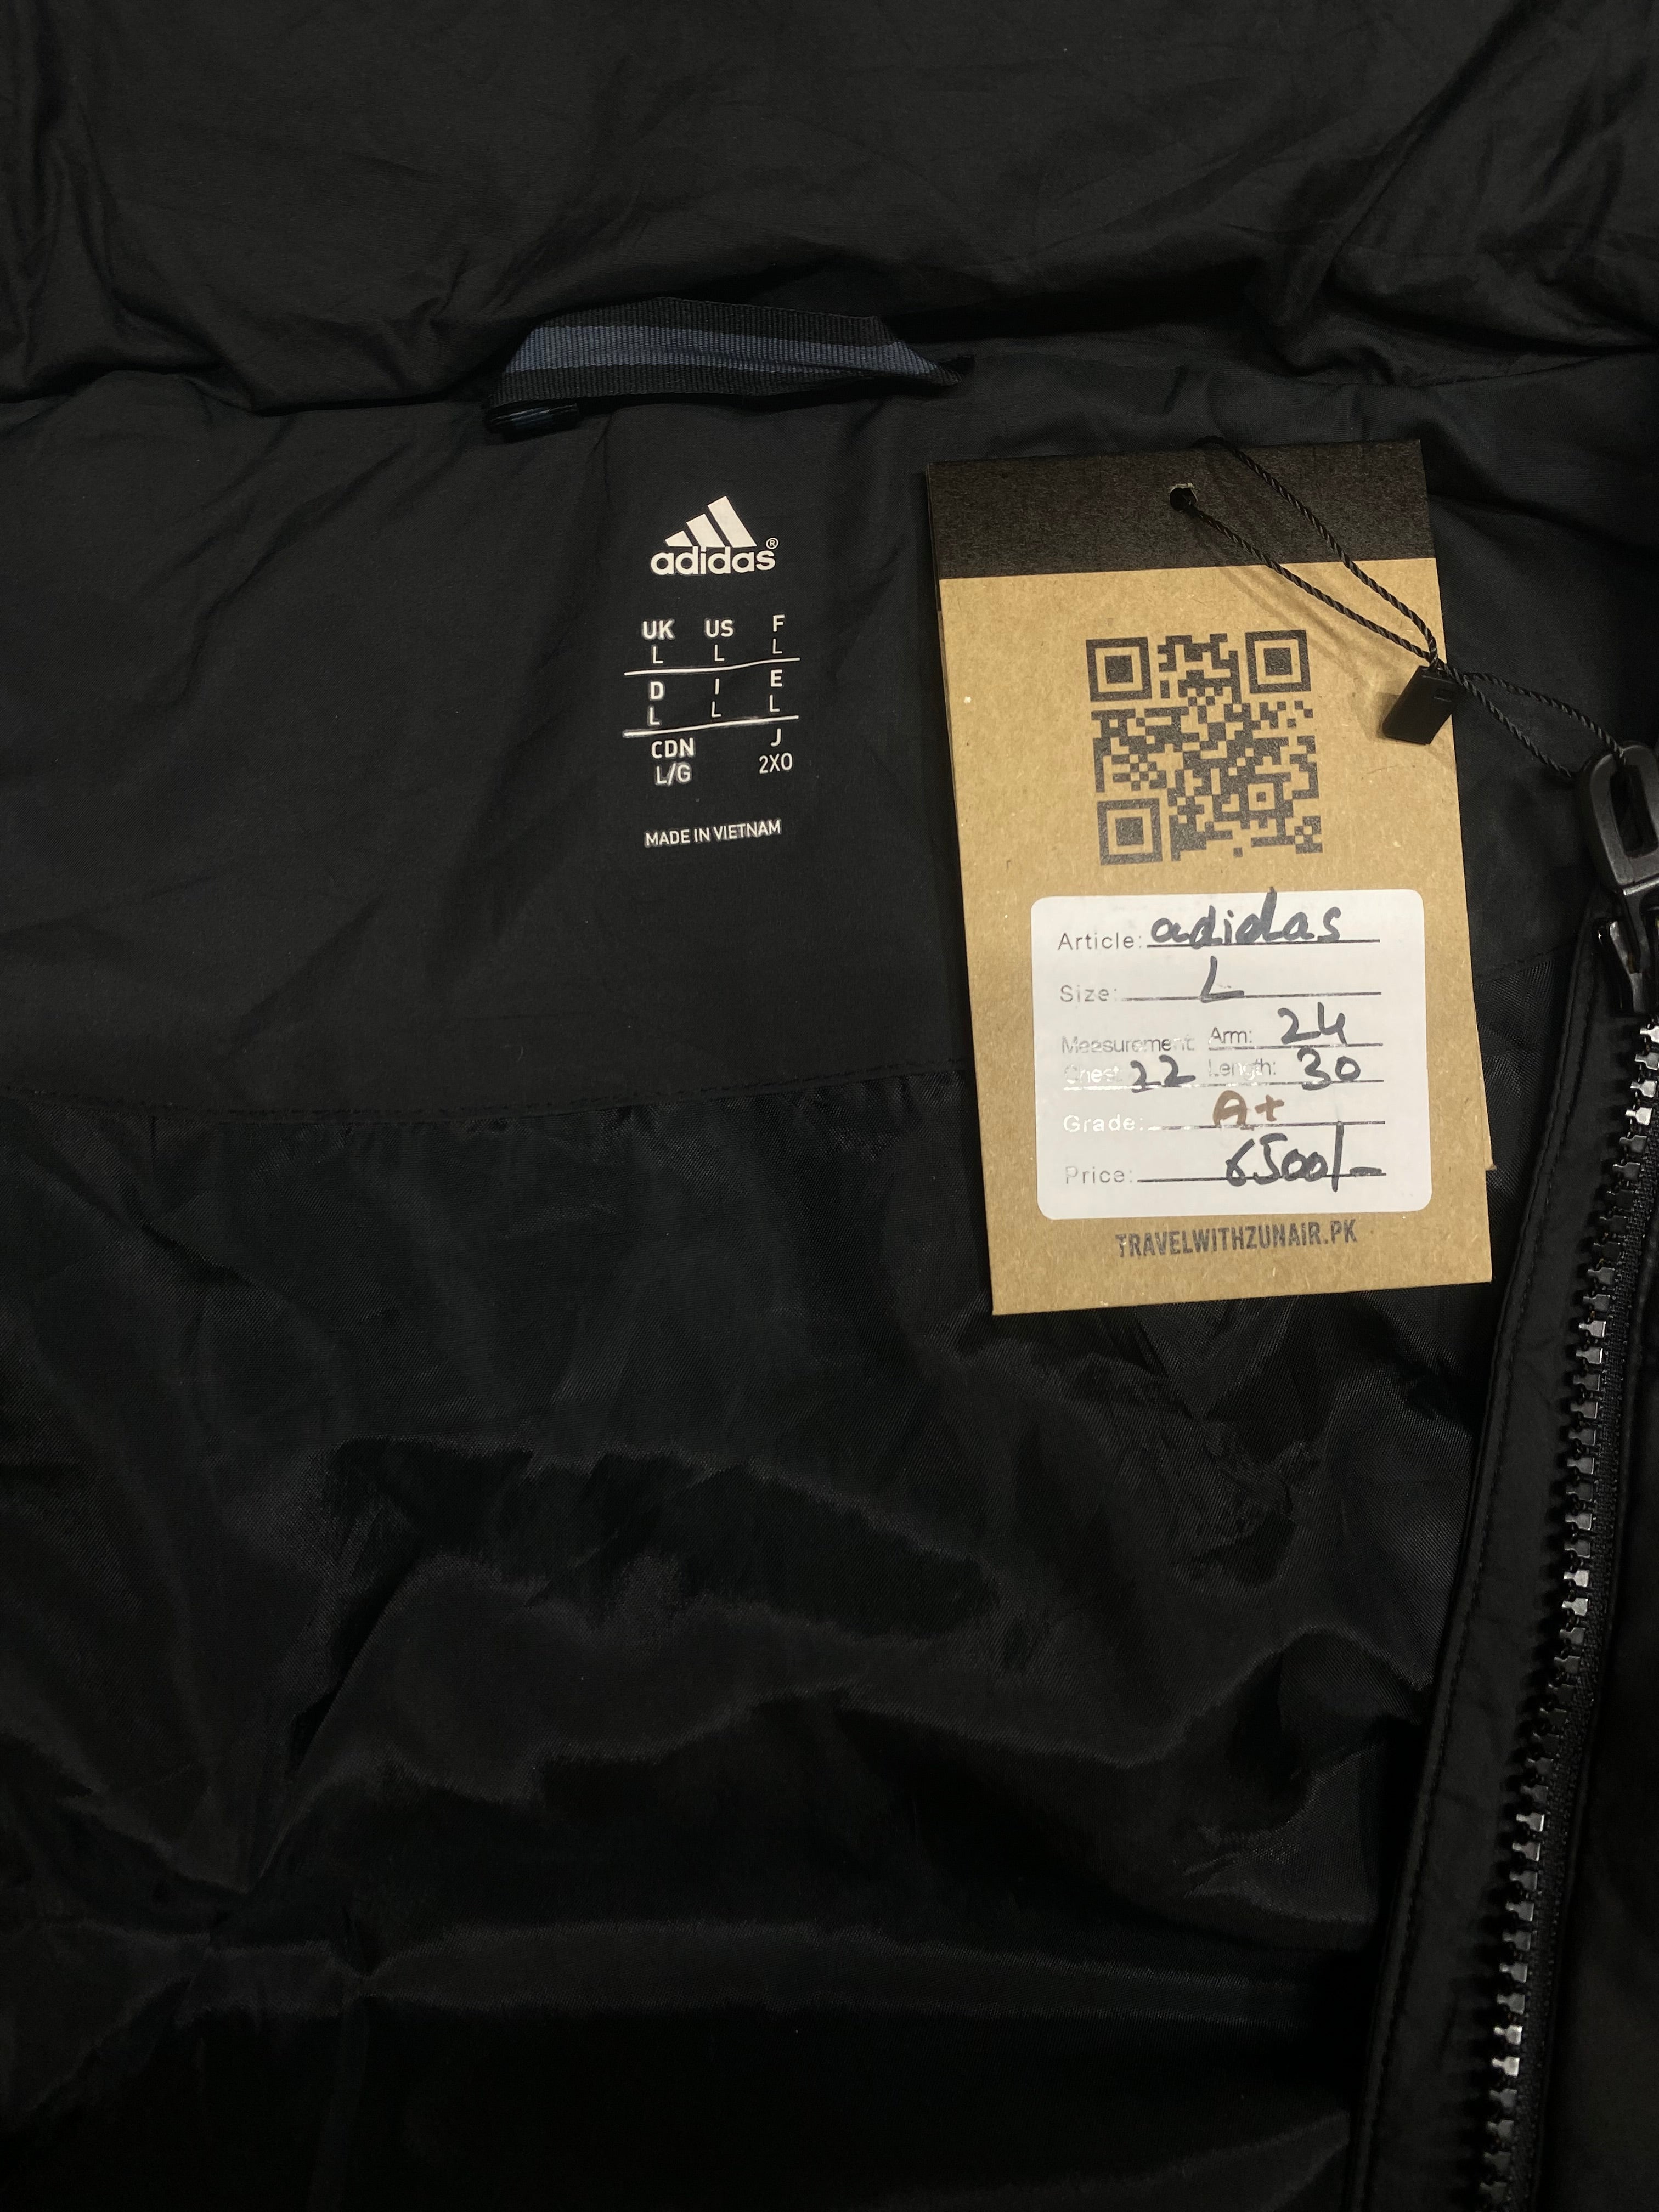 adidas®
UK US F
L L L
D I E
L L L
CDN J
L/G 2XO
MADE IN VIETNAM
Article: adidas
Size: L
Measurement: Arm: 24
Chest: 22 Length: 30
Grade: A+
Price: 6500/-
TRAVELWITHZUNAIR.PK